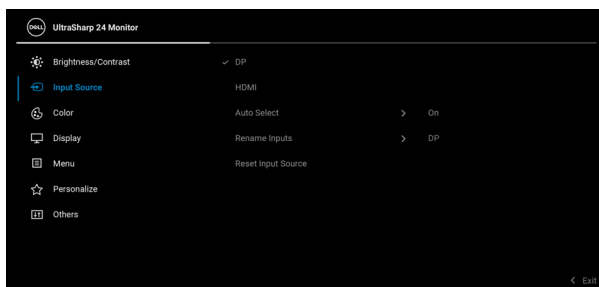 DELL UltraSharp 24 Monitor
Brightness/Contrast DP
Input Source HDMI
Color Auto Select On
Display Rename Inputs DP
Menu Reset Input Source
Personalize
Others
Exit